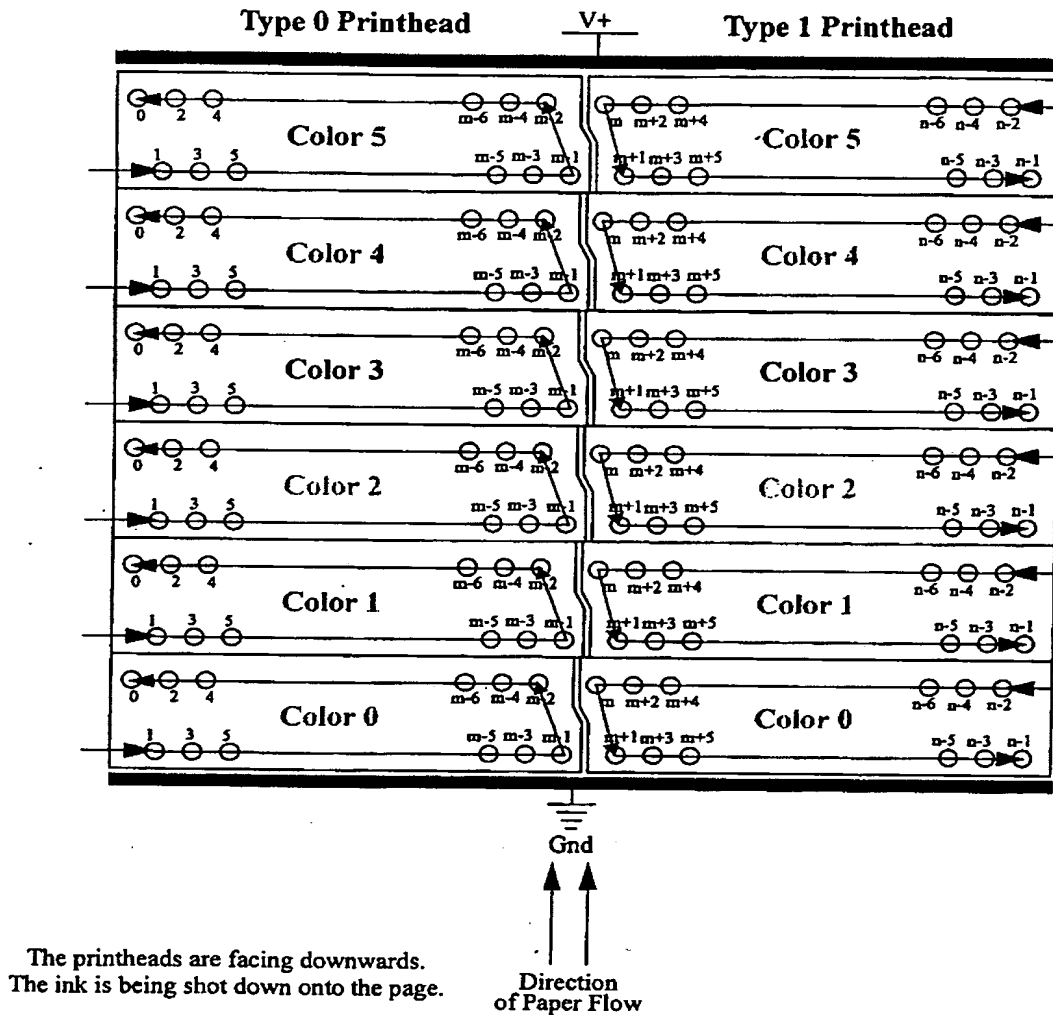 Type 0 Printhead V+ Type 1 Printhead
0 2 4 m-6 m-4 m-2 m m+2 m+4 n-6 n-4 n-2
Color 5 Color 5
1 3 5 m-5 m-3 m-1 m+1 m+3 m+5 n-5 n-3 n-1
0 2 4 m-6 m-4 m-2 m m+2 m+4 n-6 n-4 n-2
Color 4 Color 4
1 3 5 m-5 m-3 m-1 m+1 m+3 m+5 n-5 n-3 n-1
0 2 4 m-6 m-4 m-2 m m+2 m+4 n-6 n-4 n-2
Color 3 Color 3
1 3 5 m-5 m-3 m-1 m+1 m+3 m+5 n-5 n-3 n-1
0 2 4 m-6 m-4 m-2 m m+2 m+4 n-6 n-4 n-2
Color 2 Color 2
1 3 5 m-5 m-3 m-1 m+1 m+3 m+5 n-5 n-3 n-1
0 2 4 m-6 m-4 m-2 m m+2 m+4 n-6 n-4 n-2
Color 1 Color 1
1 3 5 m-5 m-3 m-1 m+1 m+3 m+5 n-5 n-3 n-1
0 2 4 m-6 m-4 m-2 m m+2 m+4 n-6 n-4 n-2
Color 0 Color 0
1 3 5 m-5 m-3 m-1 m+1 m+3 m+5 n-5 n-3 n-1
Gnd
The printheads are facing downwards.
The ink is being shot down onto the page.
Direction
of Paper Flow